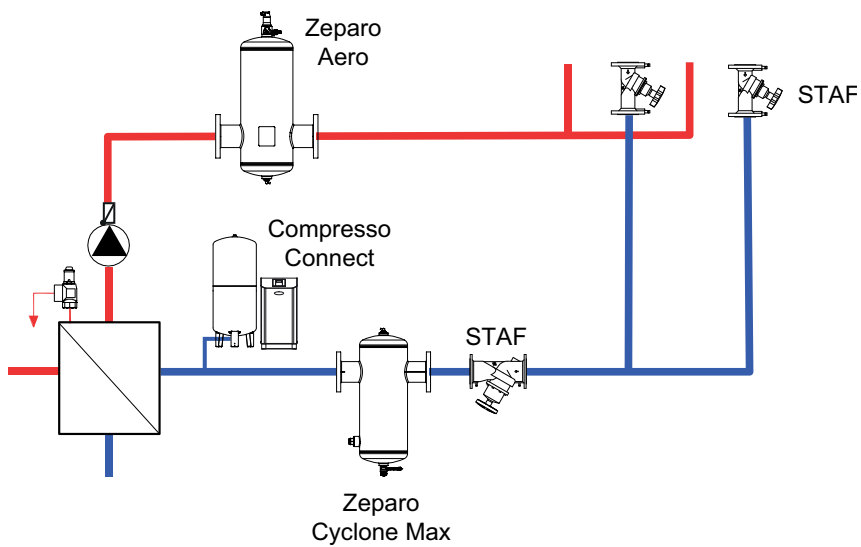 Zeparo
Aero
STAF
Compresso
Connect
STAF
Zeparo
Cyclone Max